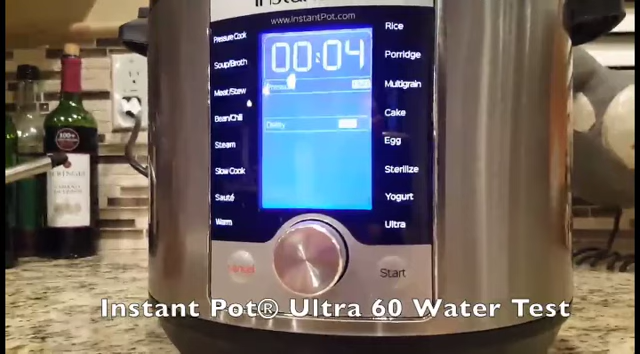 www.InstantPot.com
Pressure Cook
Soup/Broth
Meat/Stew
Bean/Chili
Steam
Slow Cook
Sauté
Warm
00:04
Delay
Rice
Porridge
Multigrain
Cake
Egg
Sterilize
Yogurt
Ultra
Start
Instant Pot® Ultra 60 Water Test